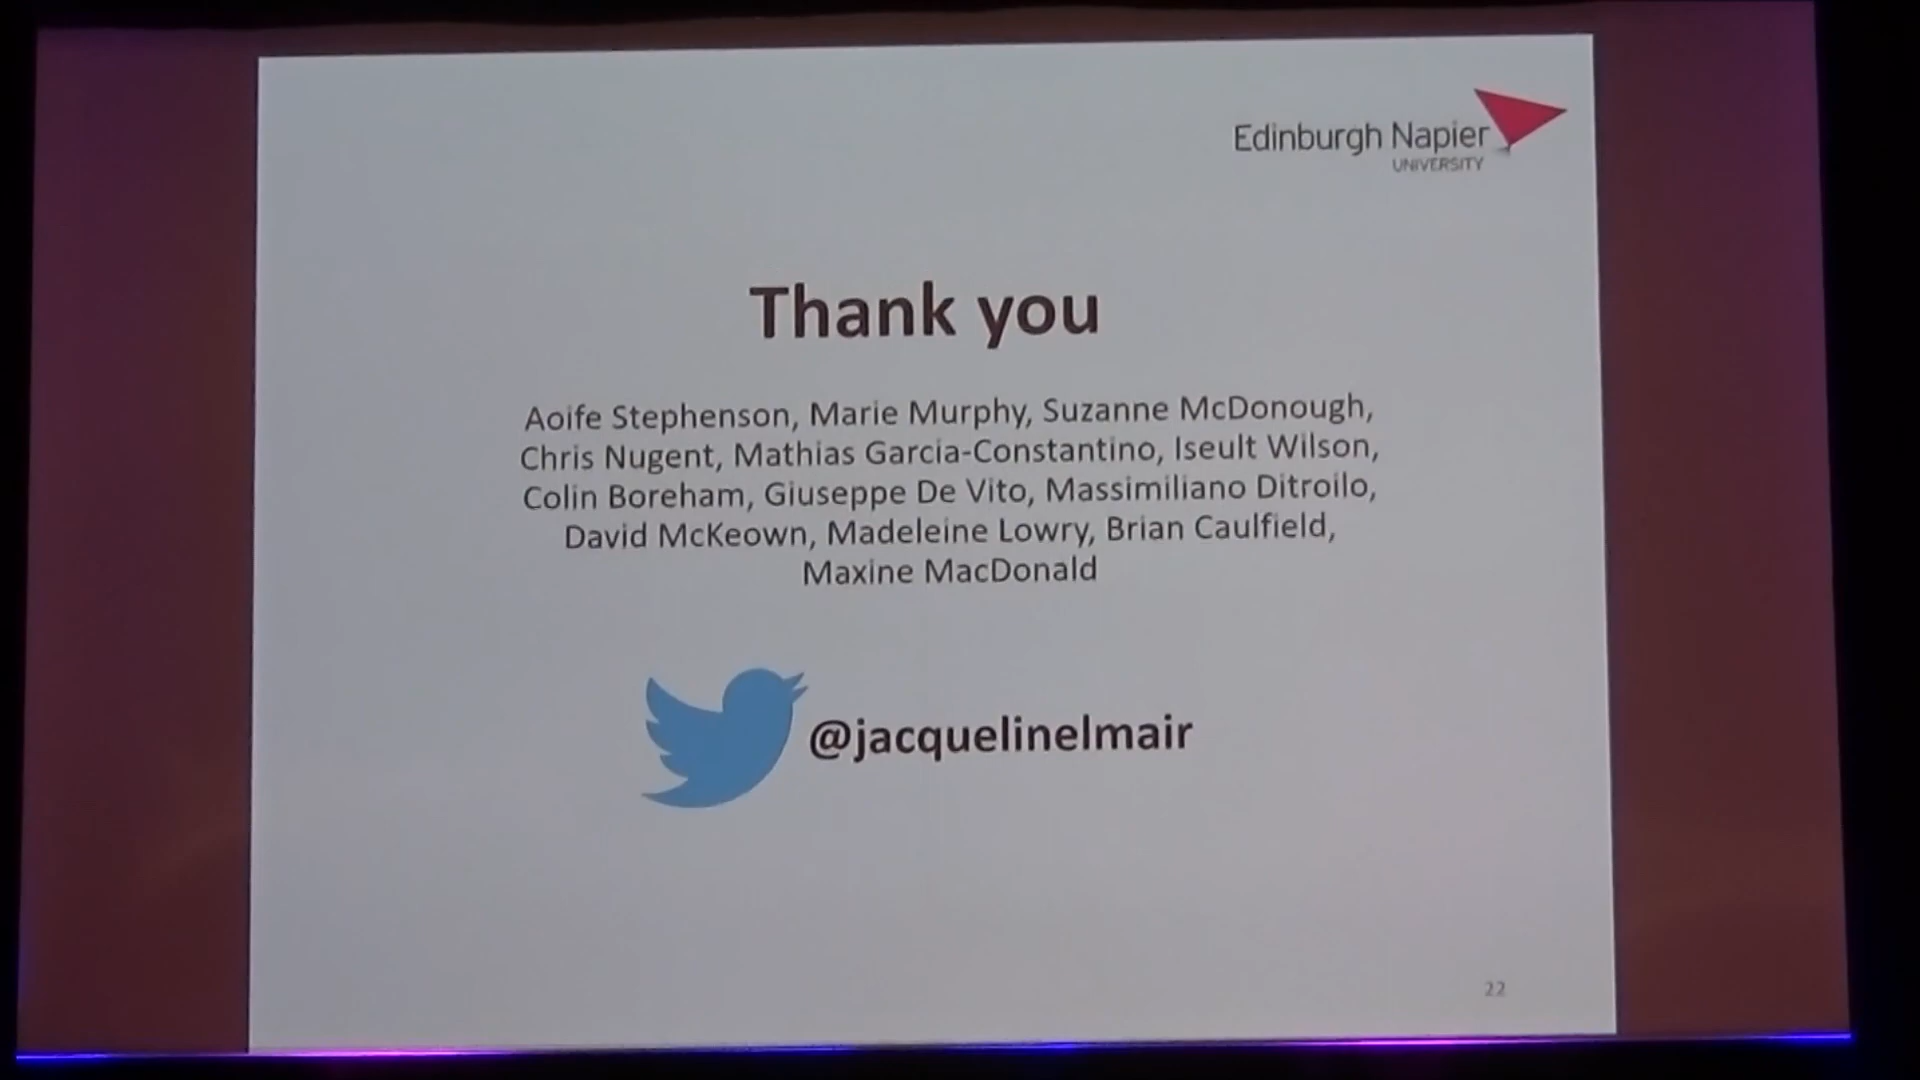 Edinburgh Napier
UNIVERSITY
Thank you
Aoife Stephenson, Marie Murphy, Suzanne McDonough,
Chris Nugent, Mathias Garcia-Constantino, Iseult Wilson,
Colin Boreham, Giuseppe De Vito, Massimiliano Ditroilo,
David McKeown, Madeleine Lowry, Brian Caulfield,
Maxine MacDonald
@jacquelinelmair
22